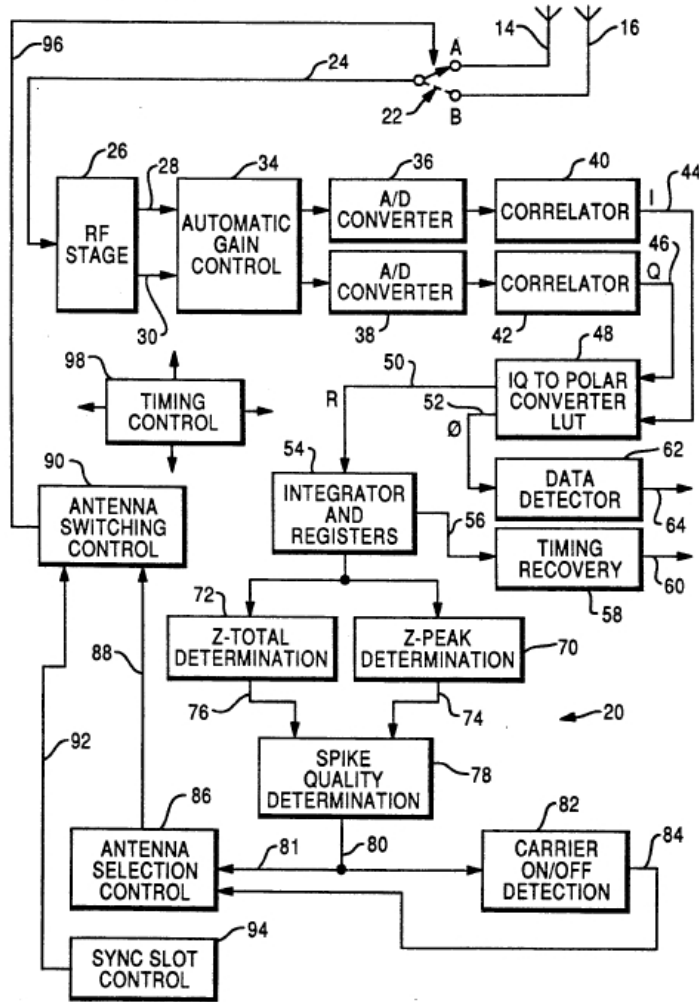 96
24
14
16
A
22
B
26
28
34
36
40
44
RF
STAGE
AUTOMATIC
GAIN
CONTROL
A/D
CONVERTER
CORRELATOR
I
46
A/D
CONVERTER
CORRELATOR
Q
30
38
42
48
98
TIMING
CONTROL
50
R
52
Ø
IQ TO POLAR
CONVERTER
LUT
90
ANTENNA
SWITCHING
CONTROL
54
INTEGRATOR
AND
REGISTERS
56
62
DATA
DETECTOR
64
TIMING
RECOVERY
60
58
72
Z-TOTAL
DETERMINATION
Z-PEAK
DETERMINATION
70
88
76
74
20
92
SPIKE
QUALITY
DETERMINATION
78
86
ANTENNA
SELECTION
CONTROL
81
80
82
CARRIER
ON/OFF
DETECTION
84
94
SYNC SLOT
CONTROL